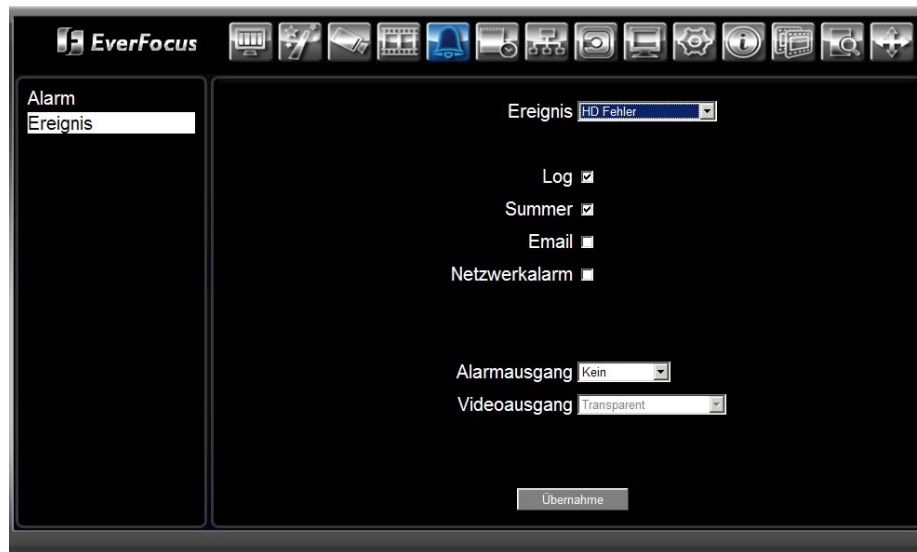 EverFocus
Alarm
Ereignis
Ereignis HD Fehler
Log
Summer
Email
Netzwerkalarm
Alarmausgang Kein
Videoausgang Transparent
Übernahme